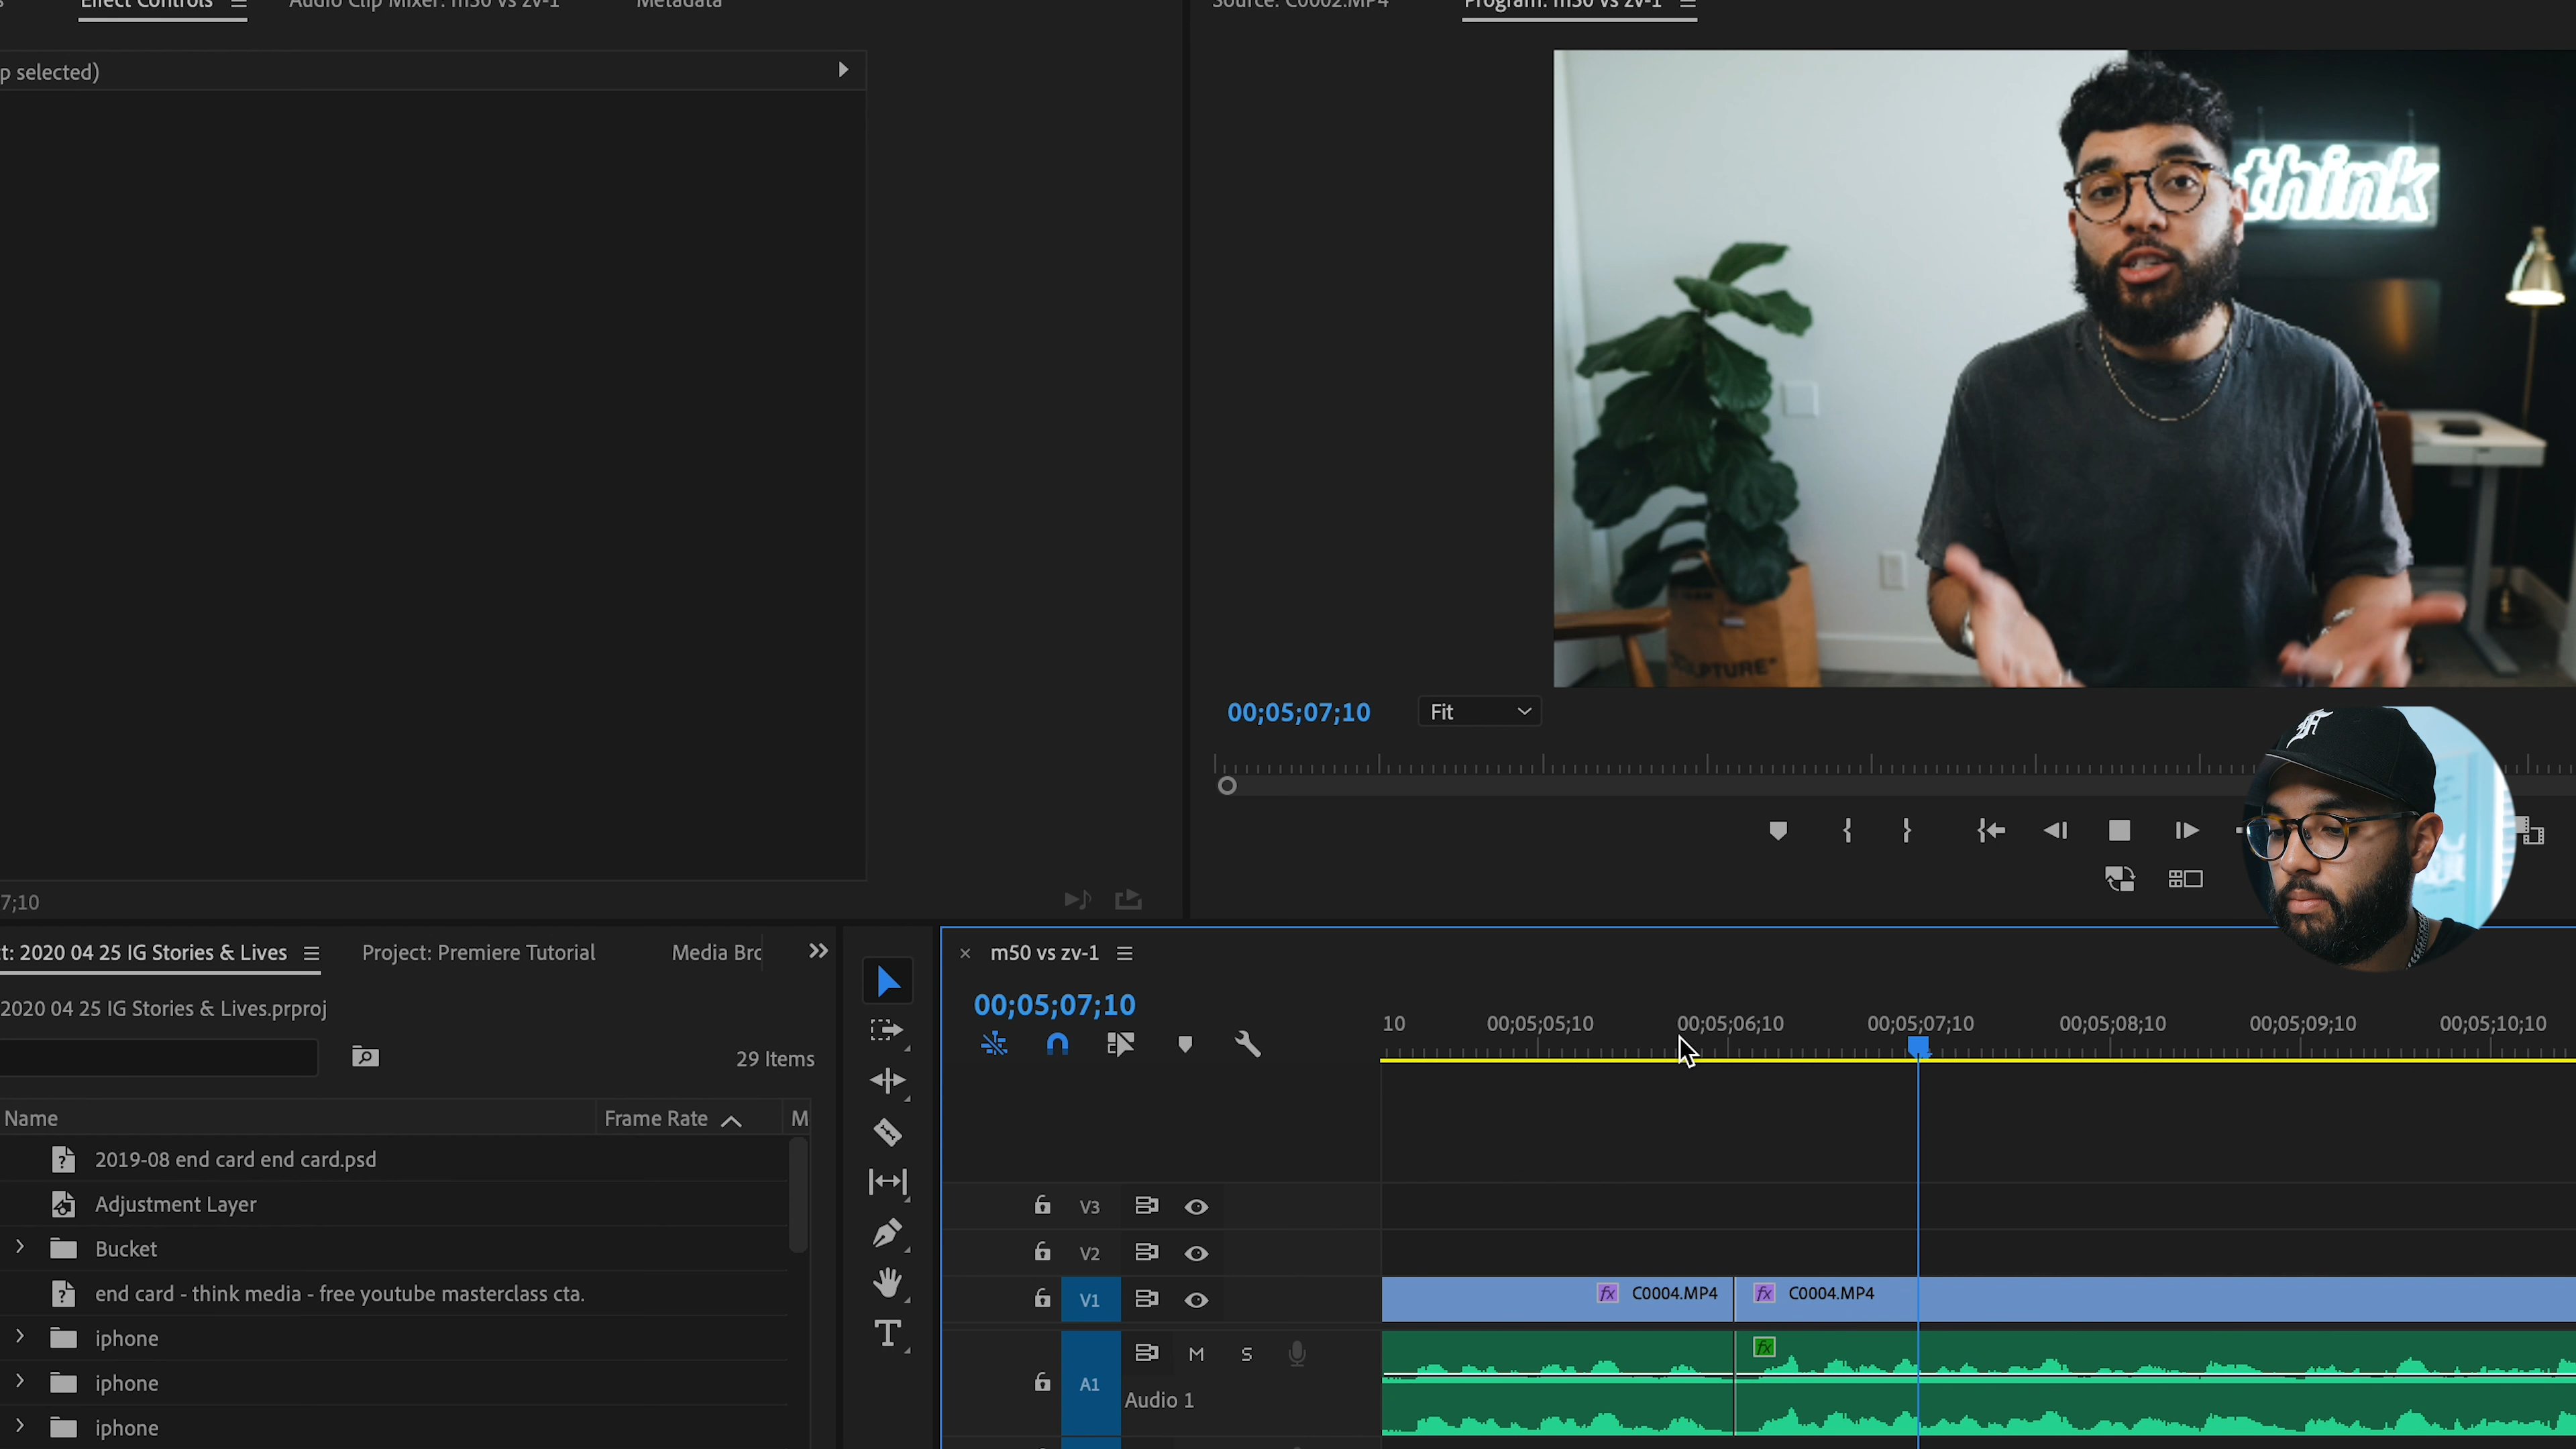 Effect Controls
Audio Clip Mixer: m50 vs zv-1
Metadata
Source: C0002.MP4
Program: m50 vs zv-1
p selected)
think
SCULPTURE"
00;05;07;10
Fit
7;10
ct: 2020 04 25 IG Stories & Lives
Project: Premiere Tutorial
Media Brc
m50 vs zv-1
2020 04 25 IG Stories & Lives.prproj
00;05;07;10
10
00;05;05;10
00;05;06;10
00;05;07;10
00;05;08;10
00;05;09;10
00;05;10;10
29 Items
Name
Frame Rate
M
2019-08 end card end card.psd
Adjustment Layer
Bucket
end card - think media - free youtube masterclass cta.
iphone
iphone
iphone
V3
V2
V1
fx C0004.MP4
fx C0004.MP4
M S
fx
A1
Audio 1